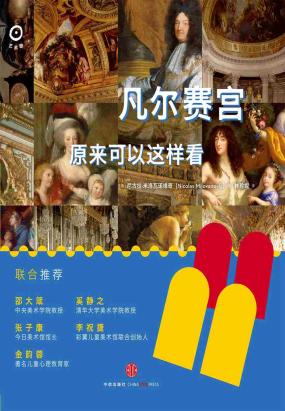 凡尔赛宫
原来可以这样看
[Nicolas Milovanovic]
联合推荐
邵大箴
中央美术学院教授
奚静之
清华大学美术学院教授
张子康
今日美术馆馆长
李祝捷
彩翼儿童美术馆联合创始人
金韵蓉
著名儿童心理教育家
中信出版社 CHINA CITIC PRESS